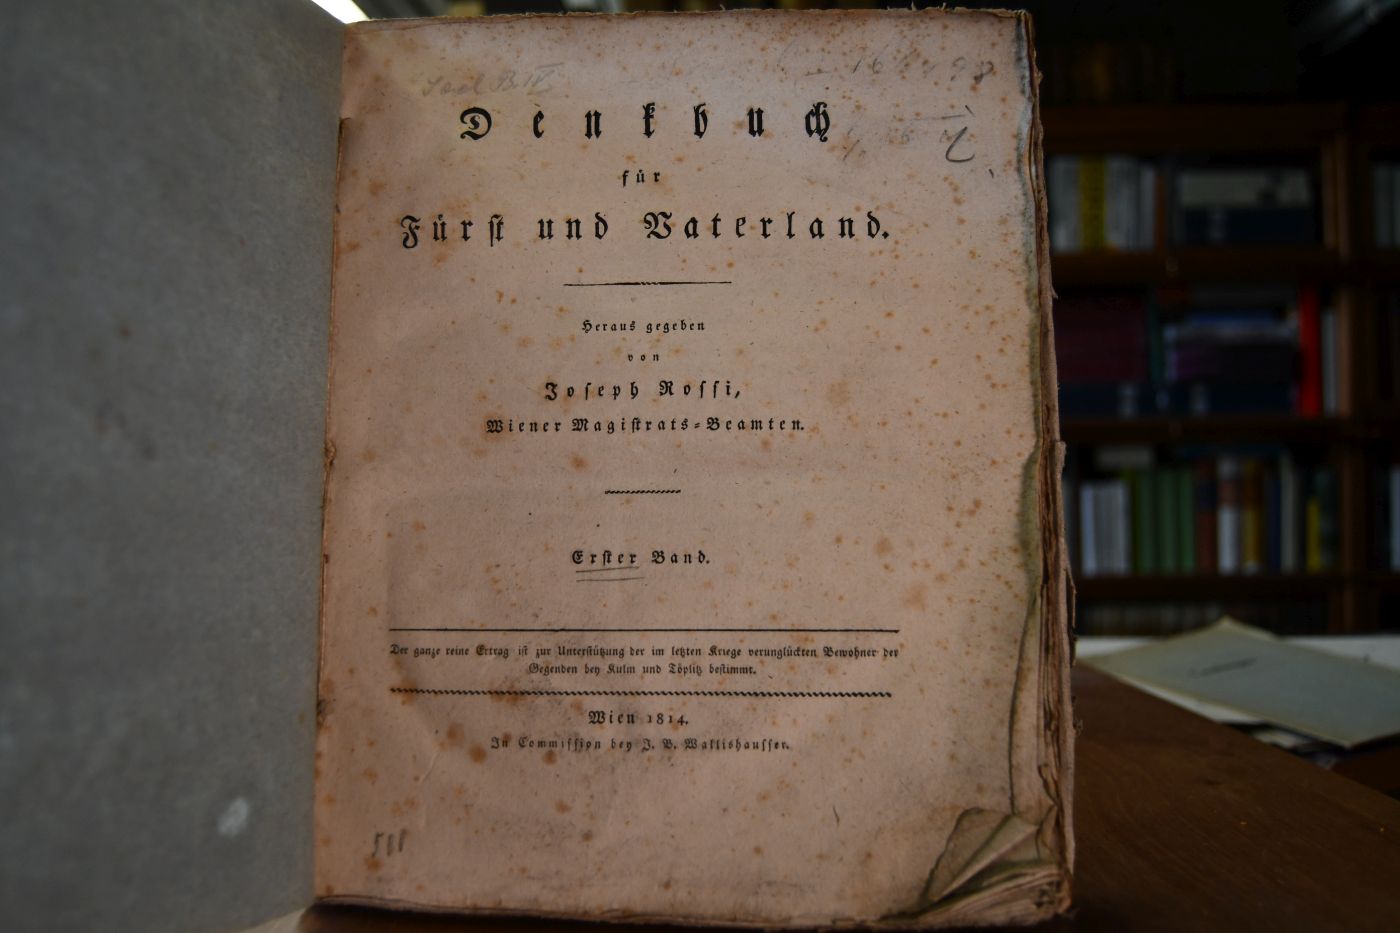 Denkbuch
für
Fürst und Vaterland.
Heraus gegeben
von
Joseph Rossi,
Wiener Magistrats-Beamten.
Erster Band.
Der ganze reine Ertrag ist zur Unterstützung der im letzten Kriege verunglückten Bewohner der
Gegenden bey Kulm und Töplitz bestimmt.
Wien 1814.
In Commission bey J. B. Wallishausser.